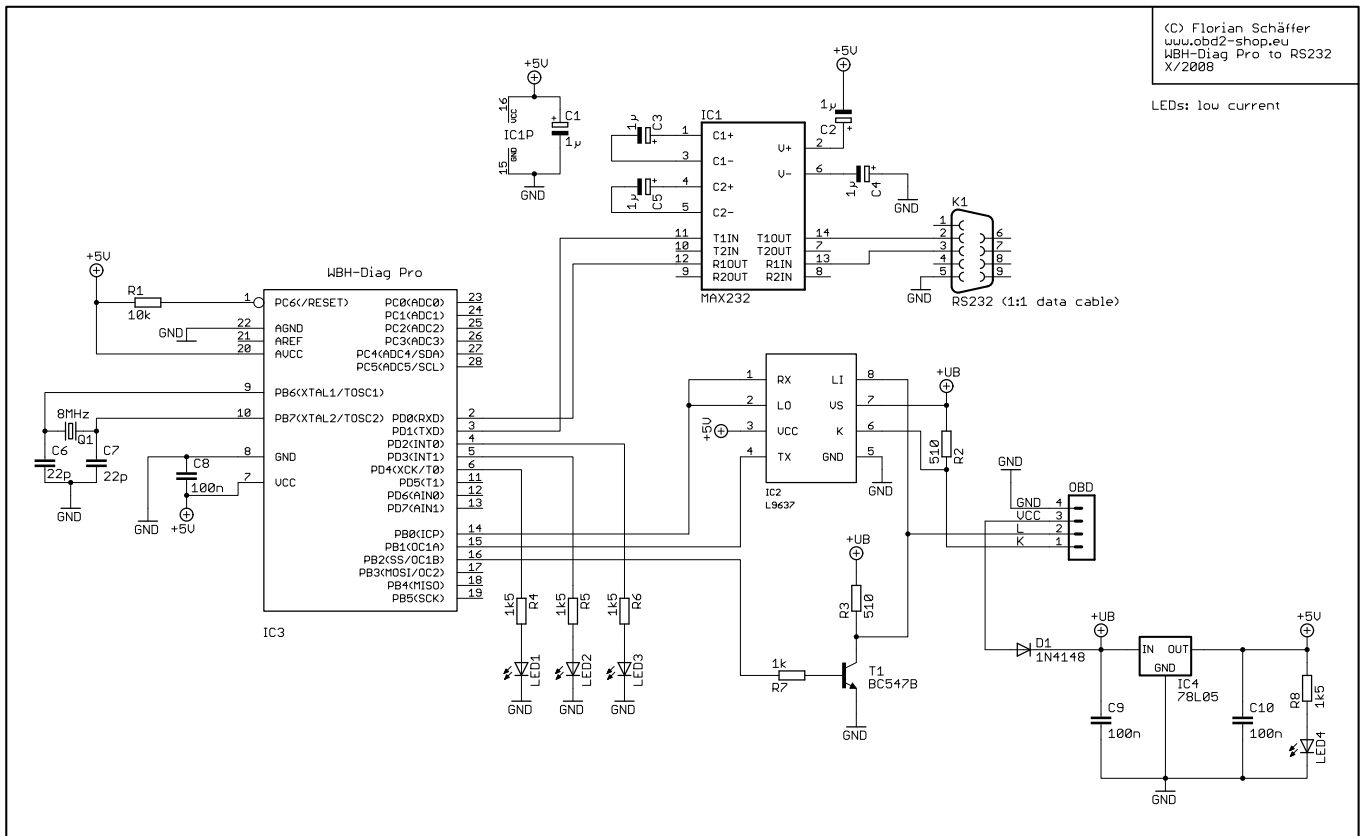 (C) Florian Schäffer
www.obd2-shop.eu
WBH-Diag Pro to RS232
X/2008
LEDs: low current
+5V
16
VCC
IC1P
GND
15
C1
1µ
GND
IC1
1µ
C3
1 C1+
3 C1-
1µ
C5
4 C2+
5 C2-
11 T1IN
10 T2IN
12 R1OUT
9 R2OUT
V+ 2
V- 6
T1OUT 14
T2OUT 7
R1IN 13
R2IN 8
MAX232
+5V
1µ
C2
1µ
C4
GND
K1
1
2
3
4
5
6
7
8
9
GND
RS232 (1:1 data cable)
WBH-Diag Pro
+5V
R1
10k
GND
1 PC6(/RESET)
22 AGND
21 AREF
20 AVCC
9 PB6(XTAL1/TOSC1)
10 PB7(XTAL2/TOSC2)
8 GND
7 VCC
PC0(ADC0) 23
PC1(ADC1) 24
PC2(ADC2) 25
PC3(ADC3) 26
PC4(ADC4/SDA) 27
PC5(ADC5/SCL) 28
PD0(RXD) 2
PD1(TXD) 3
PD2(INT0) 4
PD3(INT1) 5
PD4(XCK/T0) 6
PD5(T1) 11
PD6(AIN0) 12
PD7(AIN1) 13
PB0(ICP) 14
PB1(OC1A) 15
PB2(SS/OC1B) 16
PB3(MOSI/OC2) 17
PB4(MISO) 18
PB5(SCK) 19
IC3
8MHz
Q1
C6
22p
C7
22p
GND
C8
100n
GND
+5V
1 RX
2 LO
3 VCC
4 TX
LI 8
VS 7
K 6
GND 5
+5V
IC2
L9637
GND
+UB
510
R2
GND
OBD
GND 4
VCC 3
L 2
K 1
1k5
R4
1k5
R5
1k5
R6
LED1
LED2
LED3
GND
GND
GND
+UB
R3
510
1k
R7
T1
BC547B
GND
D1
1N4148
+UB
IN OUT
GND
IC4
78L05
C9
100n
C10
100n
+5V
R8
1k5
LED4
GND